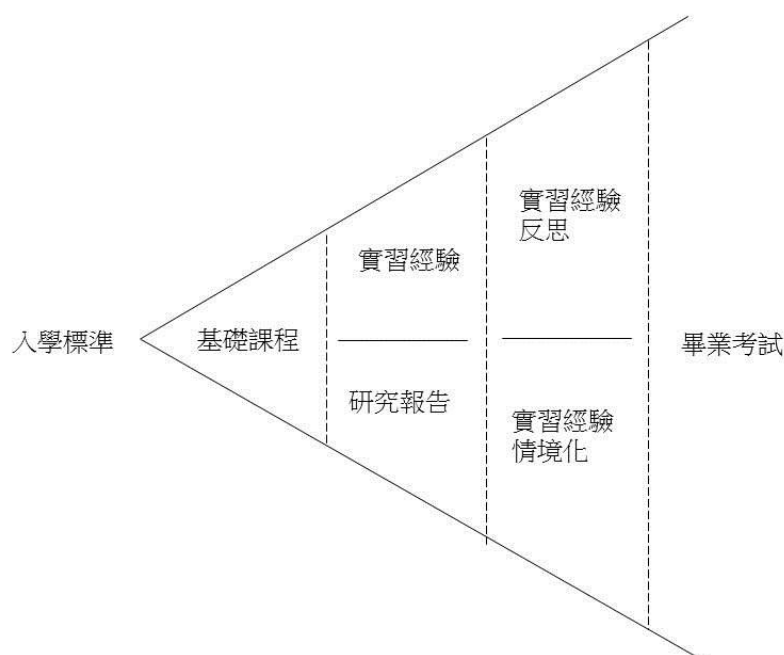 入學標準
基礎課程
實習經驗
研究報告
實習經驗
反思
實習經驗
情境化
畢業考試